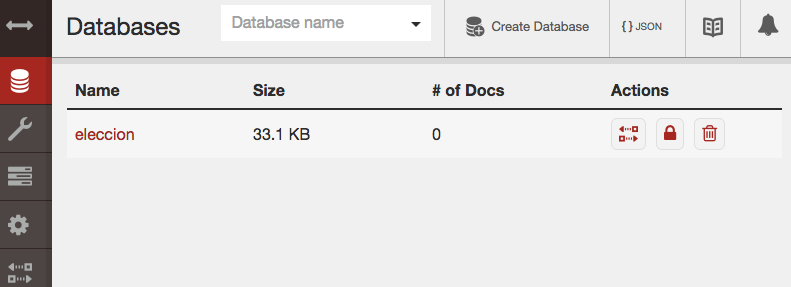 Databases
Database name
Create Database
{ } JSON
Name Size # of Docs Actions
eleccion 33.1 KB 0